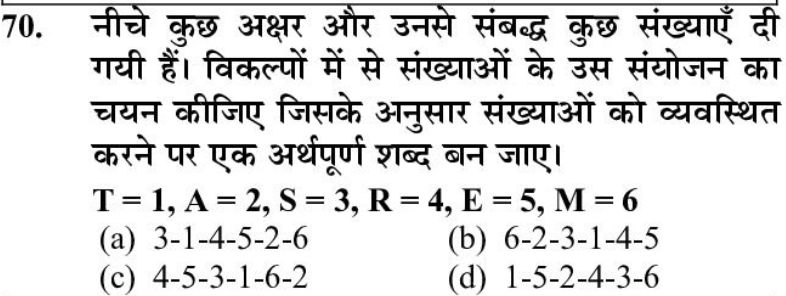 70. नीचे कुछ अक्षर और उनसे संबद्ध कुछ संख्याएँ दी
गयी हैं। विकल्पों में से संख्याओं के उस संयोजन का
चयन कीजिए जिसके अनुसार संख्याओं को व्यवस्थित
करने पर एक अर्थपूर्ण शब्द बन जाए।
T = 1, A = 2, S = 3, R = 4, E = 5, M = 6
(a) 3-1-4-5-2-6 (b) 6-2-3-1-4-5
(c) 4-5-3-1-6-2 (d) 1-5-2-4-3-6